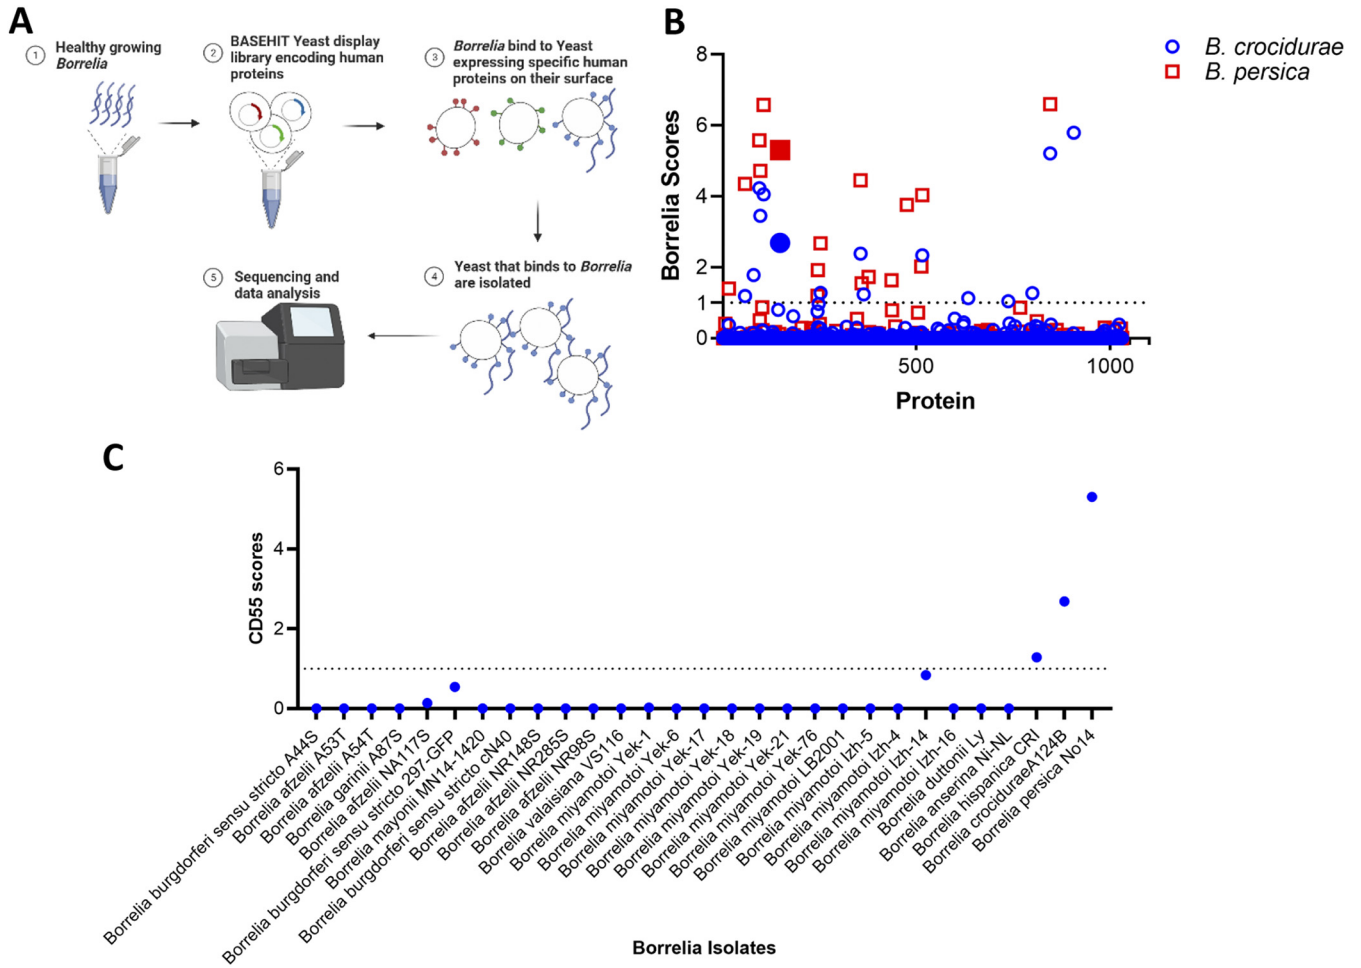 A
1
Healthy growing
Borrelia
2
BASEHIT Yeast display
library encoding human
proteins
3
Borrelia bind to Yeast
expressing specific human
proteins on their surface
5
Sequencing and
data analysis
4
Yeast that binds to Borrelia
are isolated
B
B. crocidurae
B. persica
Borrelia Scores
8
6
4
2
1
0
500
1000
Protein
C
CD55 scores
6
4
2
0
Borrelia burgdorferi sensu stricto A44S
Borrelia afzelii A53T
Borrelia afzelii A54T
Borrelia garinii A87S
Borrelia afzelii NA117S
Borrelia burgdorferi sensu stricto 297-GFP
Borrelia mayonii MN14-1420
Borrelia burgdorferi sensu stricto cN40
Borrelia afzelii NR148S
Borrelia afzelii NR285S
Borrelia afzelii NR98S
Borrelia valaisiana VS116
Borrelia miyamotoi Yek-1
Borrelia miyamotoi Yek-6
Borrelia miyamotoi Yek-17
Borrelia miyamotoi Yek-18
Borrelia miyamotoi Yek-19
Borrelia miyamotoi Yek-21
Borrelia miyamotoi Yek-76
Borrelia miyamotoi LB2001
Borrelia miyamotoi Izh-5
Borrelia miyamotoi Izh-4
Borrelia miyamotoi Izh-14
Borrelia miyamotoi Izh-16
Borrelia duttonii Ly
Borrelia anserina Ni-NL
Borrelia hispanica CRI
Borrelia crociduraeA124B
Borrelia persica No14
Borrelia Isolates